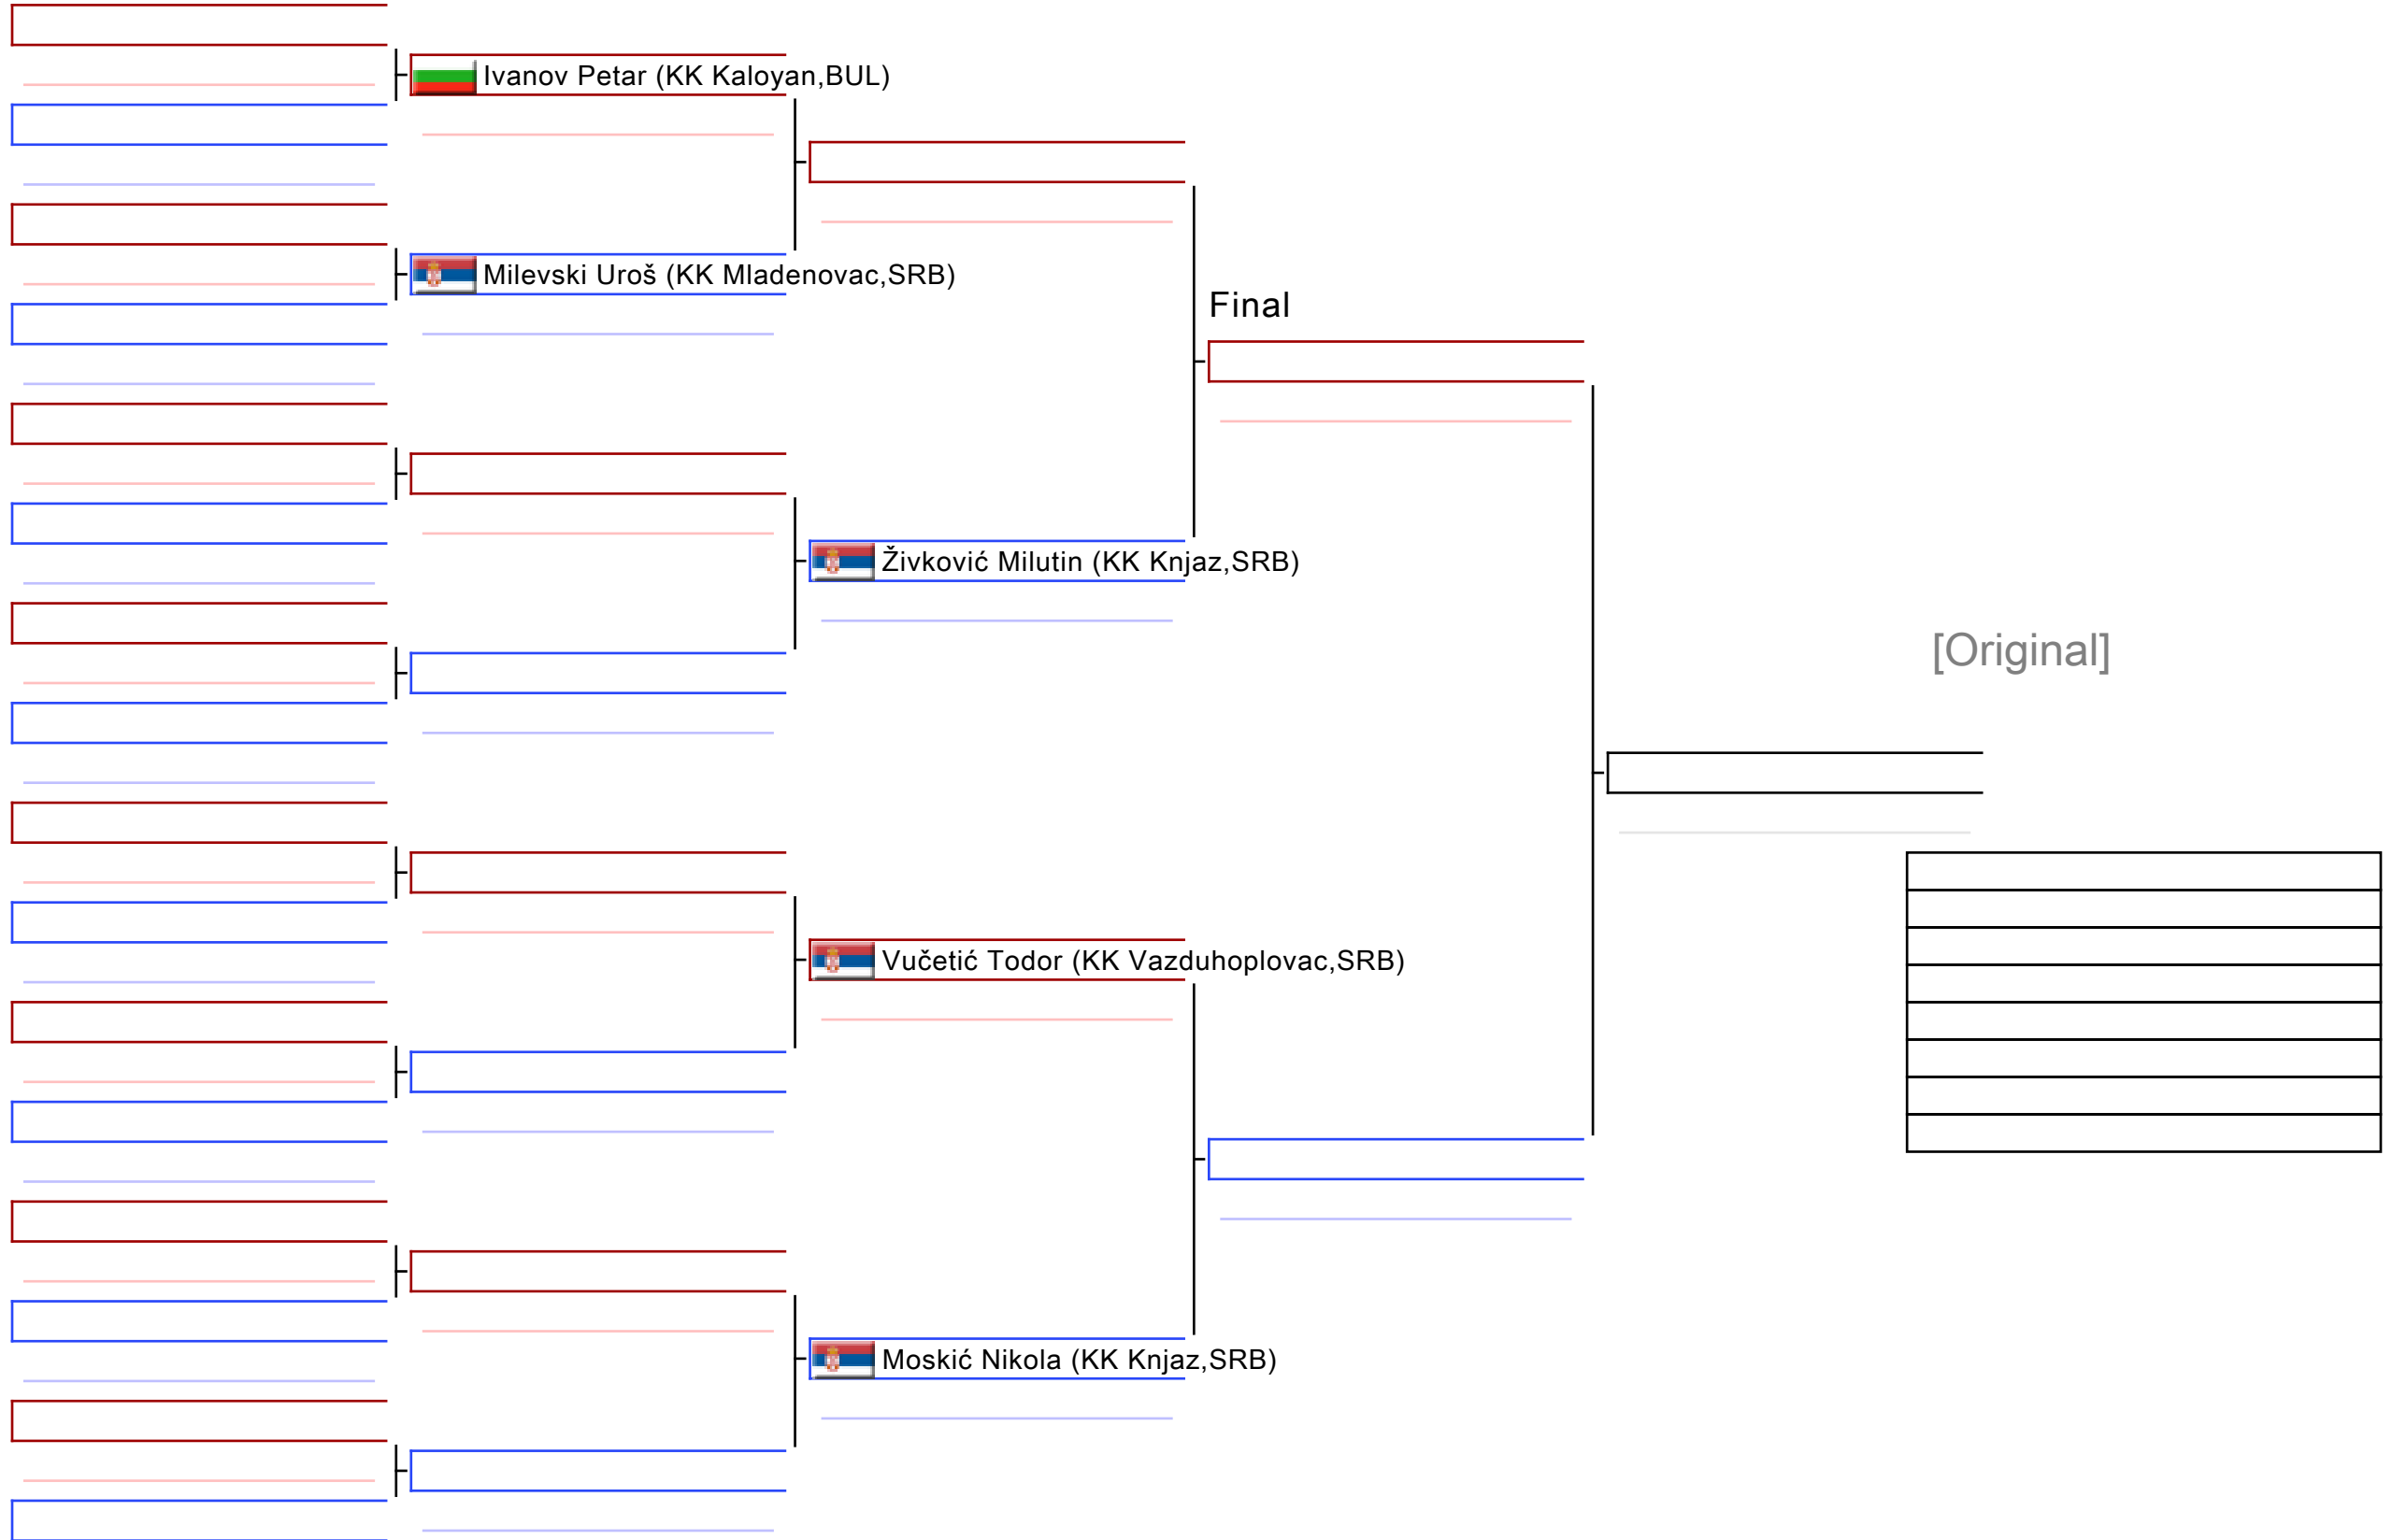 Ivanov Petar (KK Kaloyan,BUL)
Milevski Uroš (KK Mladenovac,SRB)
Final
Živković Milutin (KK Knjaz,SRB)
[Original]
Vučetić Todor (KK Vazduhoplovac,SRB)
Moskić Nikola (KK Knjaz,SRB)